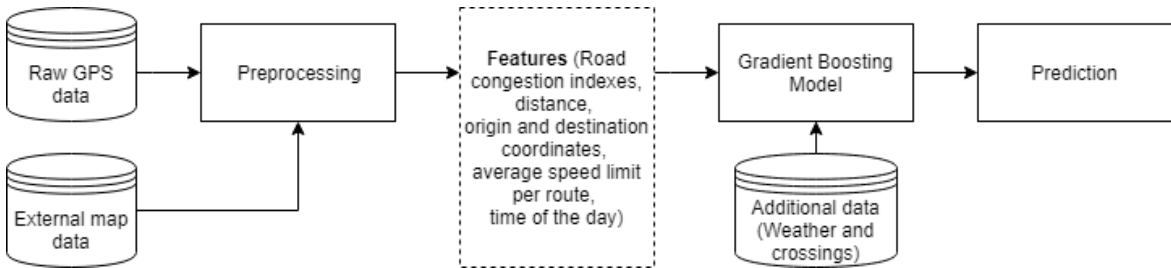 Raw GPS
data
Preprocessing
External map
data
Features (Road
congestion indexes,
distance,
origin and destination
coordinates,
average speed limit
per route,
time of the day)
Gradient Boosting
Model
Additional data
(Weather and
crossings)
Prediction